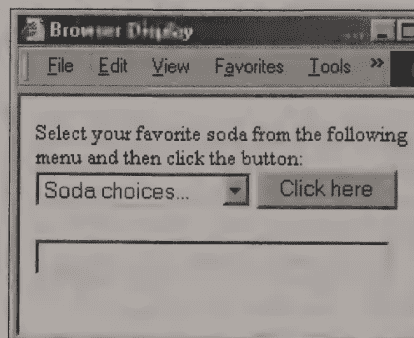 Browser Display
File Edit View Favorites Tools »
Select your favorite soda from the following
menu and then click the button:
Soda choices... Click here